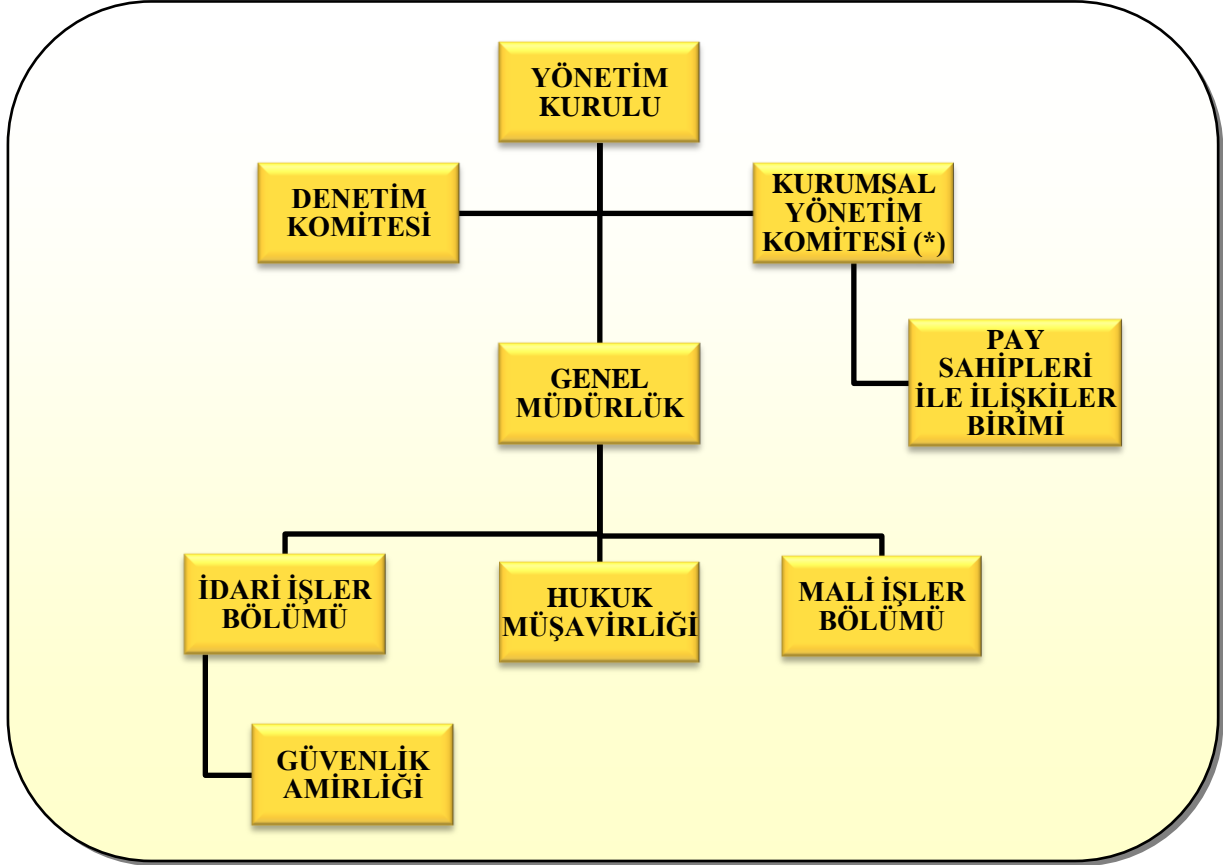 YÖNETİM
KURULU
DENETİM
KOMİTESİ
KURUMSAL
YÖNETİM
KOMİTESİ (*)
PAY
SAHİPLERİ
İLE İLİŞKİLER
BİRİMİ
GENEL
MÜDÜRLÜK
İDARİ İŞLER
BÖLÜMÜ
HUKUK
MÜŞAVİRLİĞİ
MALİ İŞLER
BÖLÜMÜ
GÜVENLİK
AMİRLİĞİ